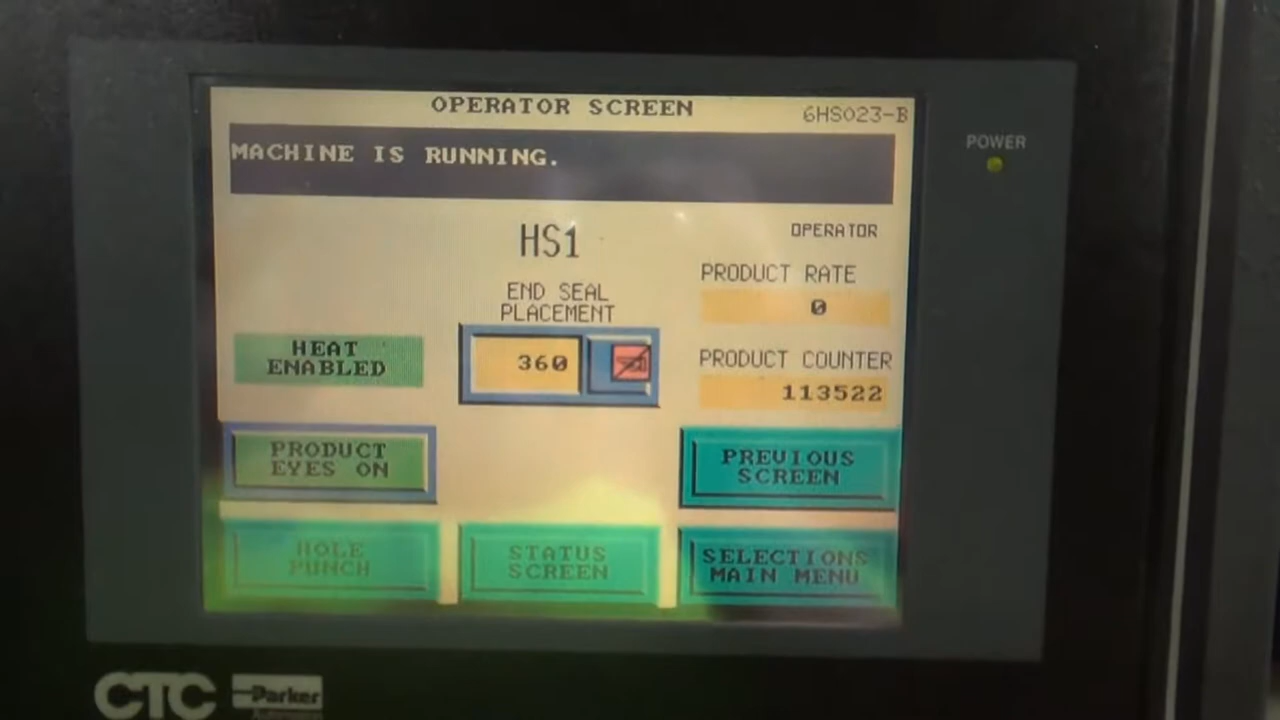 OPERATOR SCREEN
6HS023-B
MACHINE IS RUNNING.
POWER
HS1
OPERATOR
END SEAL
PLACEMENT
360
PRODUCT RATE
0
HEAT
ENABLED
PRODUCT COUNTER
113522
PRODUCT
EYES ON
PREVIOUS
SCREEN
HOLE
PUNCH
STATUS
SCREEN
SELECTIONS
MAIN MENU
CTC
Parker